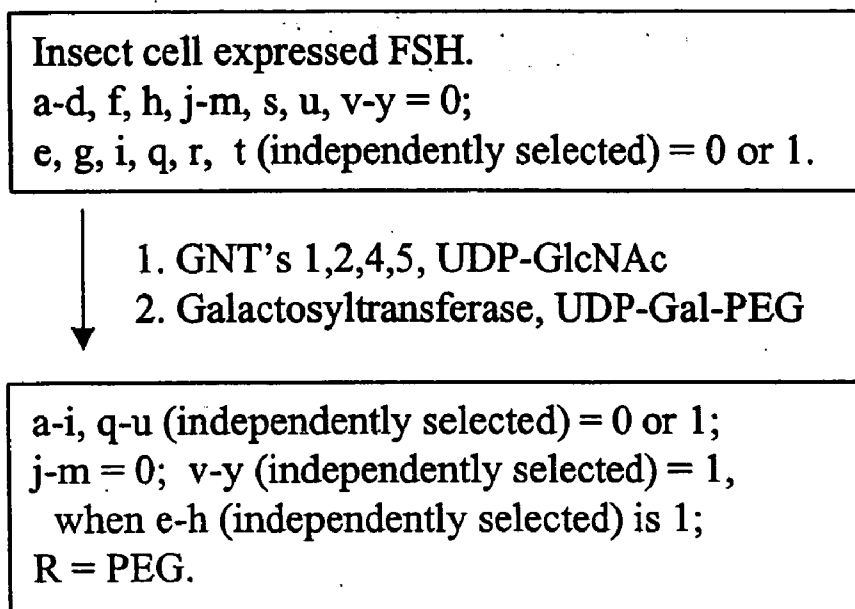 Insect cell expressed FSH.
a-d, f, h, j-m, s, u, v-y = 0;
e, g, i, q, r, t (independently selected) = 0 or 1.
1. GNT's 1,2,4,5, UDP-GlcNAc
2. Galactosyltransferase, UDP-Gal-PEG
a-i, q-u (independently selected) = 0 or 1;
j-m = 0; v-y (independently selected) = 1,
when e-h (independently selected) is 1;
R = PEG.